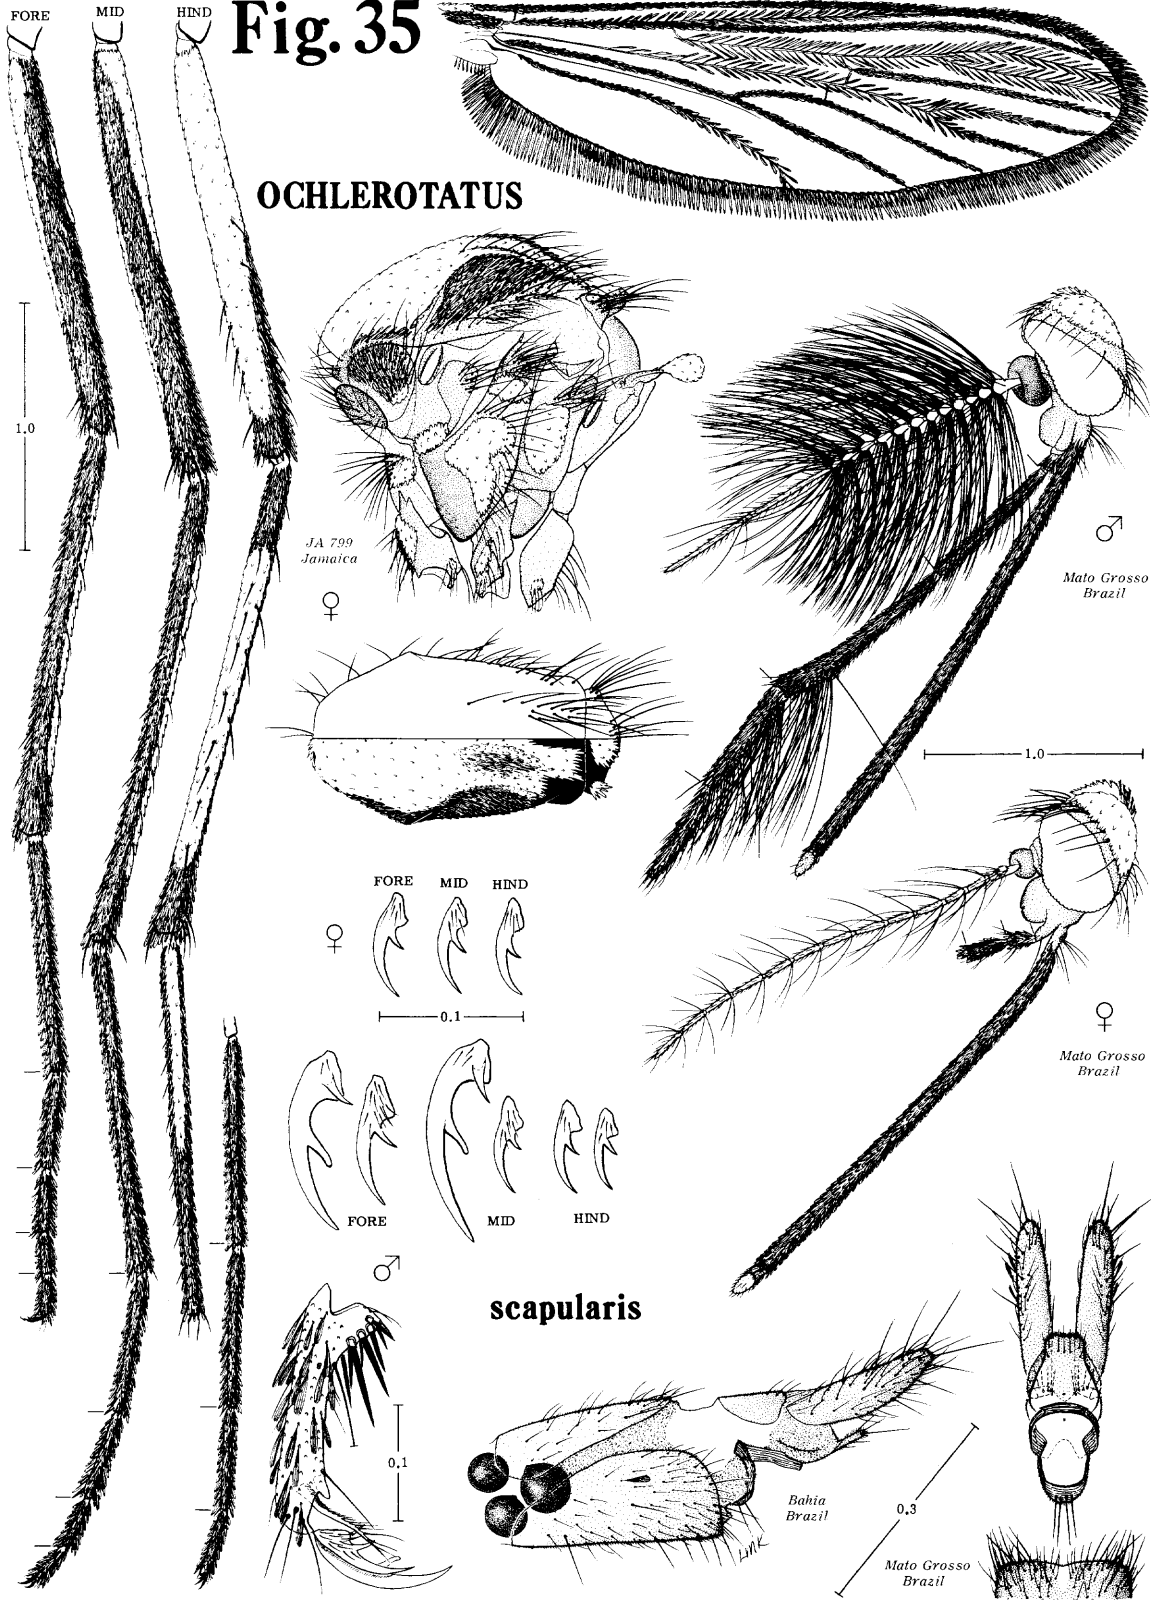 FORE MID HIND
Fig. 35
OCHLEROTATUS
1.0
JA 799
Jamaica
♀
♂
Mato Grosso
Brazil
1.0
FORE MID HIND
♀
0.1
♀
Mato Grosso
Brazil
FORE MID HIND
♂
scapularis
0.1
Bahia
Brazil
0.3
LMK
Mato Grosso
Brazil